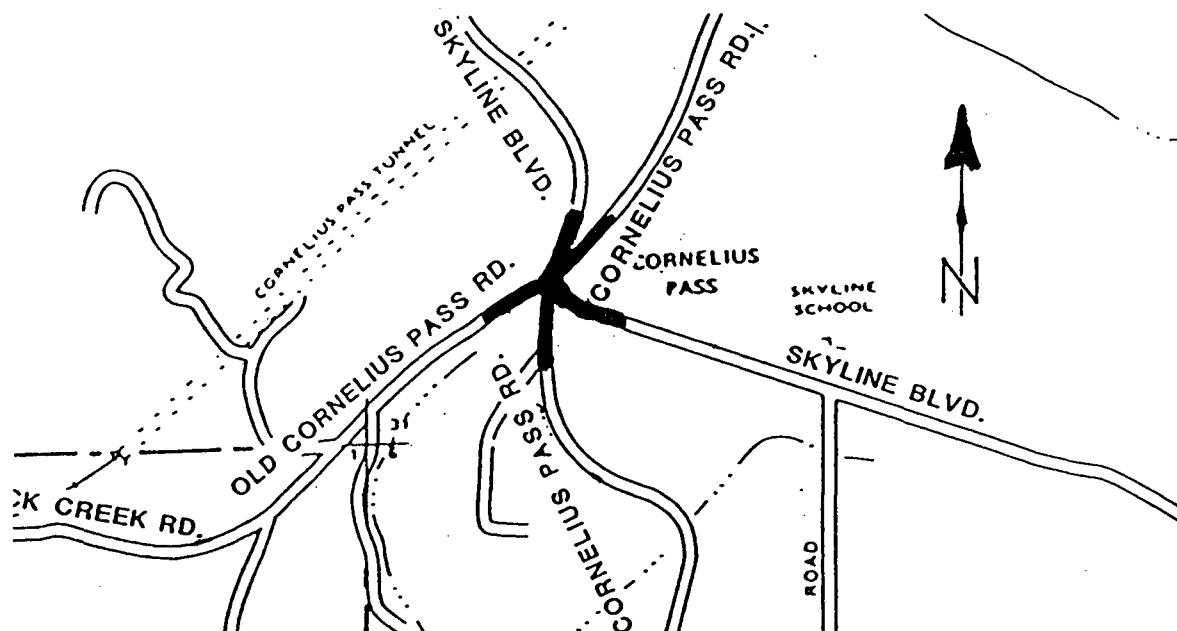 SKYLINE BLVD.
CORNELIUS PASS RD.
CORNELIUS PASS TUNNEL
CORNELIUS
PASS
SKYLINE
SCHOOL
N
OLD CORNELIUS PASS RD.
SKYLINE BLVD.
CORNELIUS PASS RD.
CORNELIUS
CK CREEK RD.
ROAD